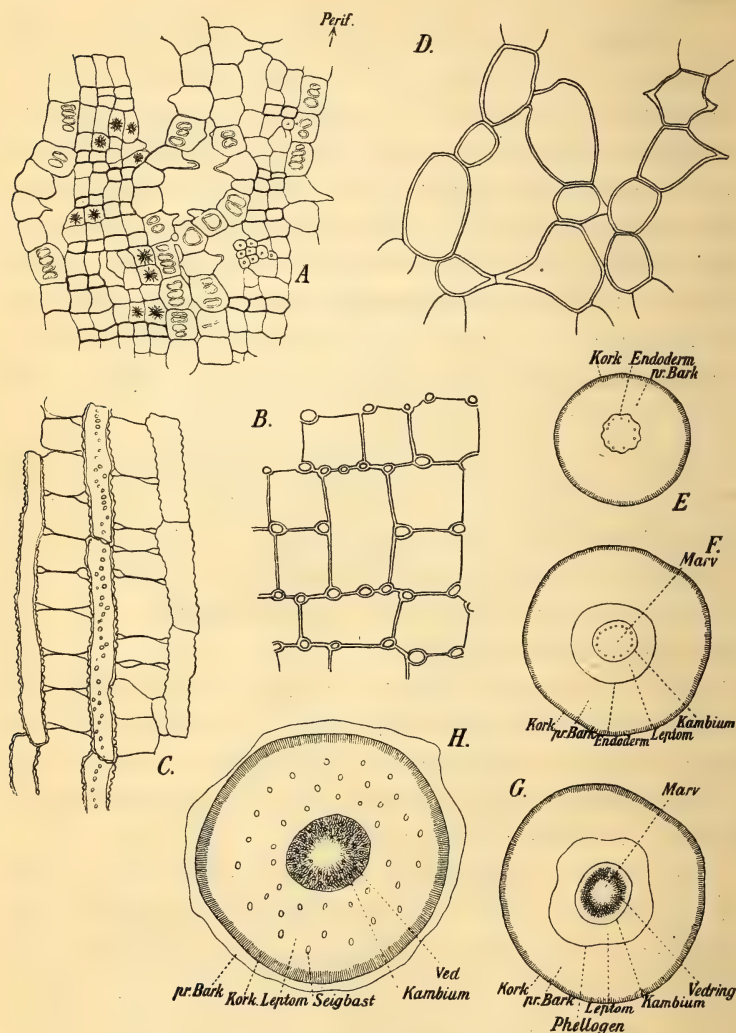 Perif.
D.
A
Kork Endoderm
pr. Bark
B.
E
F.
Marv
C.
Kork
pr. Bark
Endoderm
Leptom
Kambium
H.
G.
Marv
pr. Bark
Kork
Leptom
Seigbast
Kambium
Ved
Kork
pr. Bark
Phellogen
Leptom
Kambium
Vedring